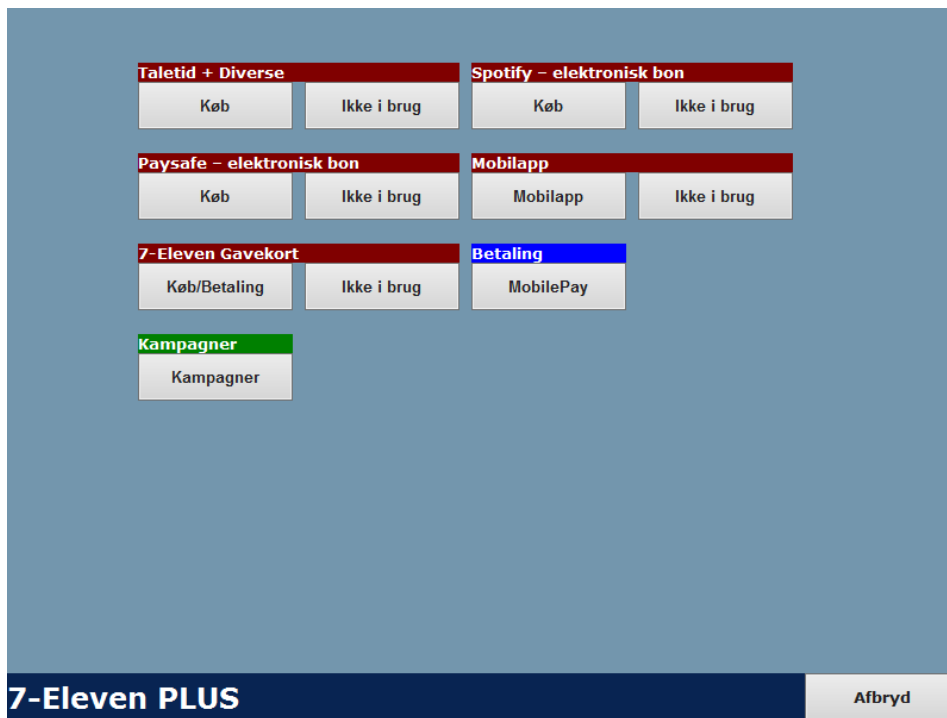 Taletid + Diverse
Spotify – elektronisk bon
Køb
Ikke i brug
Køb
Ikke i brug
Paysafe – elektronisk bon
Mobilapp
Køb
Ikke i brug
Mobilapp
Ikke i brug
7-Eleven Gavekort
Betaling
Køb/Betaling
Ikke i brug
MobilePay
Kampagner
Kampagner
7-Eleven PLUS
Afbryd